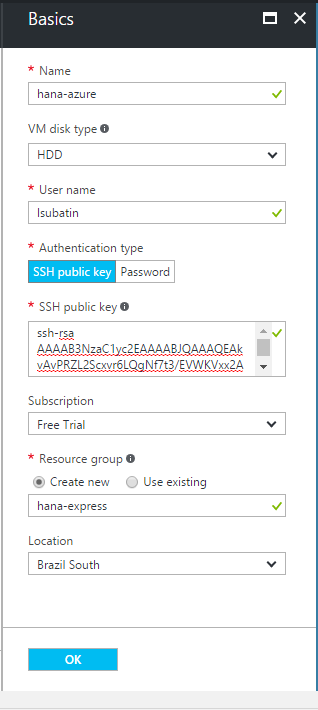 Basics
* Name
hana-azure
VM disk type
HDD
* User name
lsubatin
* Authentication type
SSH public key Password
* SSH public key
ssh-rsa
AAAAB3NzaC1yc2EAAAABJQAAAQEAk
vAvPRZL2Scxvr6LQgNf7t3/EVWKVxx2A
Subscription
Free Trial
* Resource group
Create new Use existing
hana-express
Location
Brazil South
OK